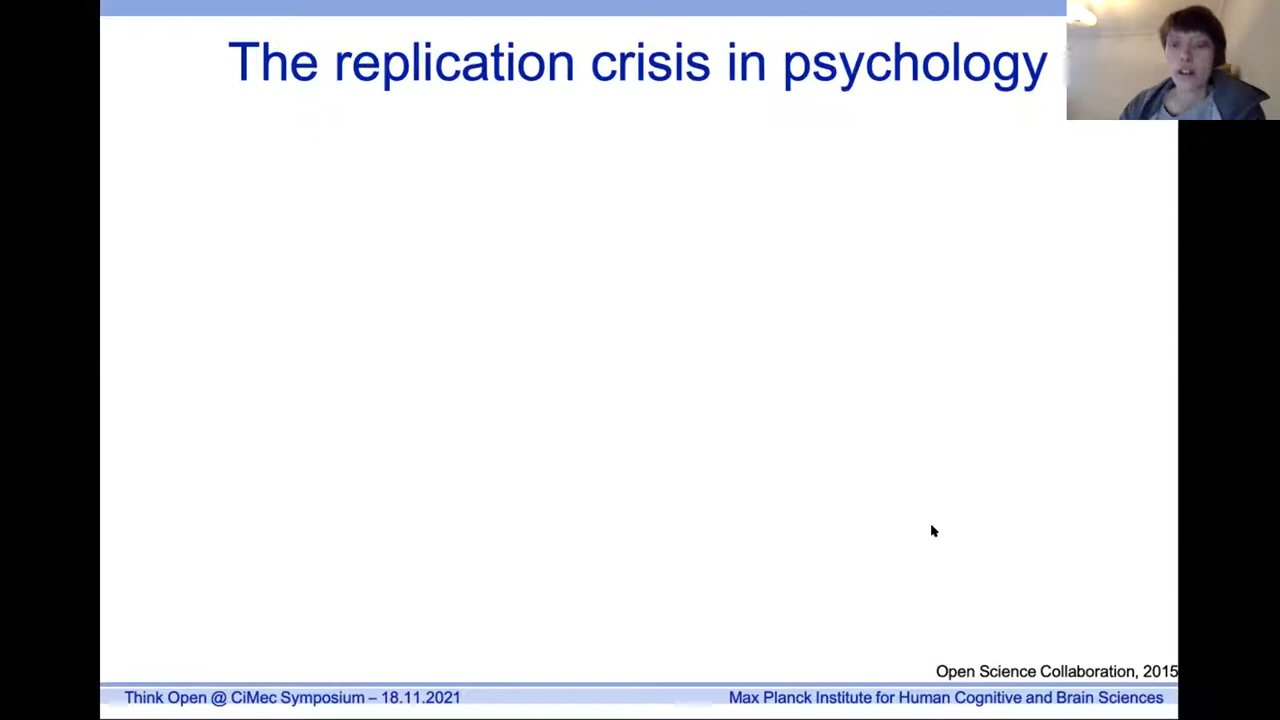 The replication crisis in psychology
Open Science Collaboration, 2015
Think Open @ CiMec Symposium – 18.11.2021
Max Planck Institute for Human Cognitive and Brain Sciences